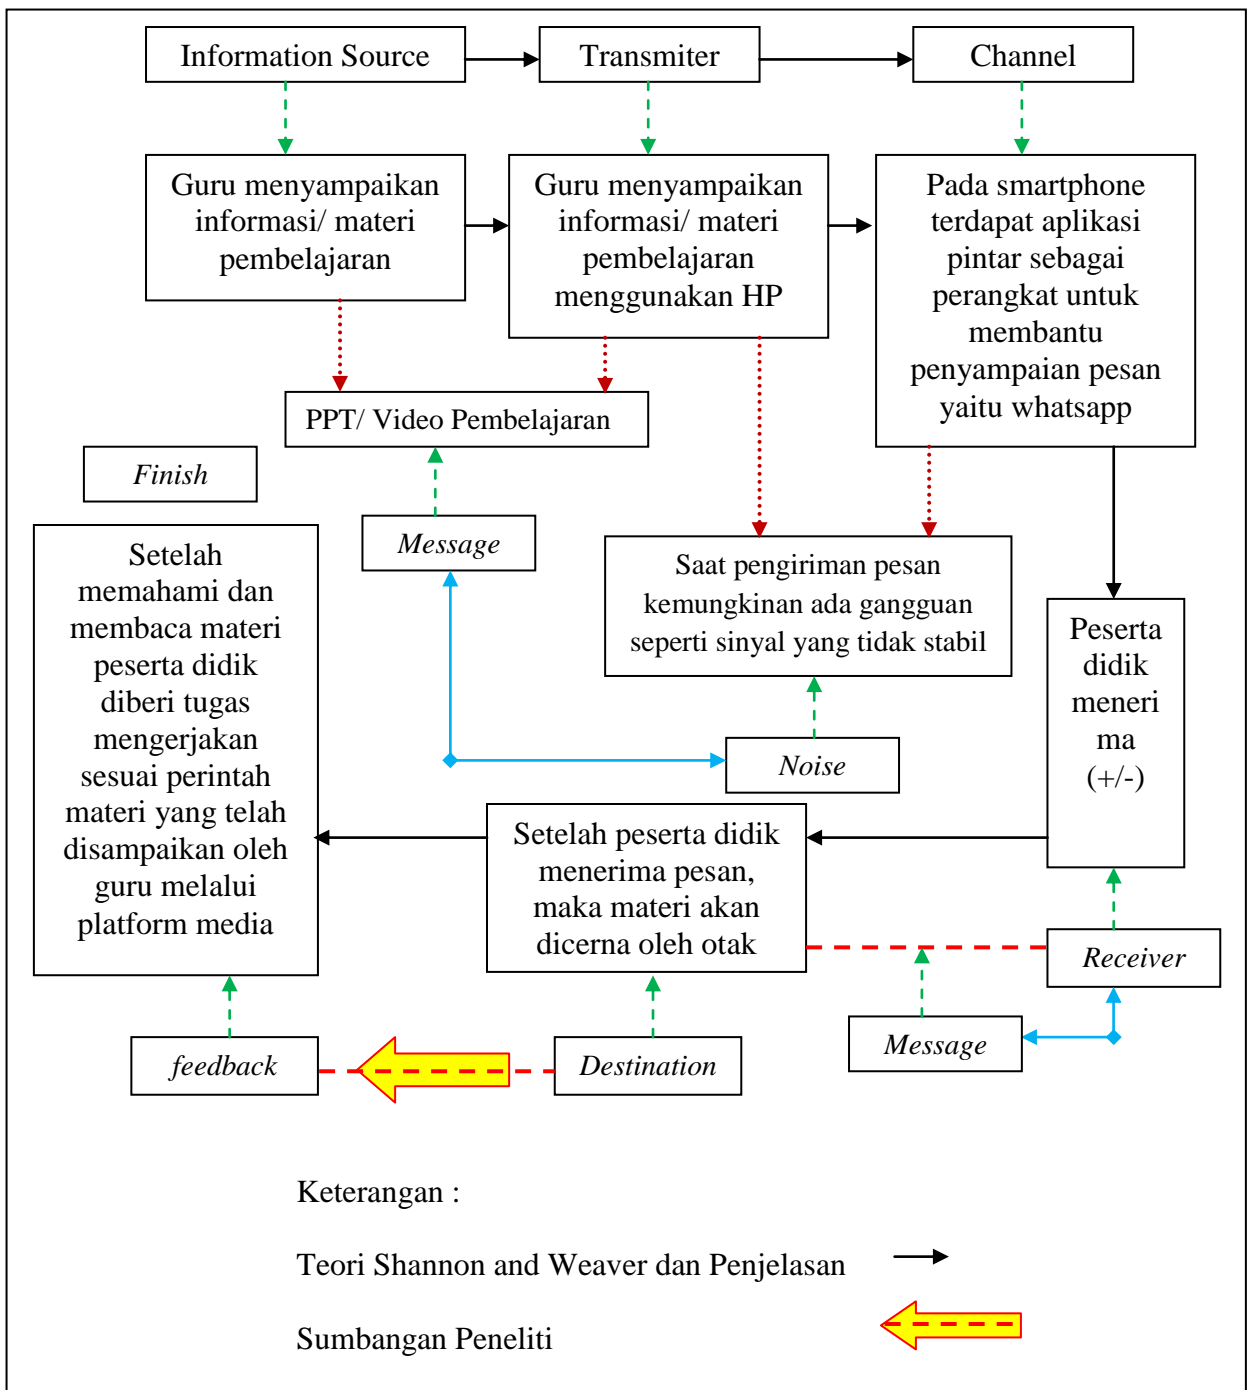 Information Source
Transmiter
Channel
Guru menyampaikan
informasi/ materi
pembelajaran
Guru menyampaikan
informasi/ materi
pembelajaran
menggunakan HP
Pada smartphone
terdapat aplikasi
pintar sebagai
perangkat untuk
membantu
penyampaian pesan
yaitu whatsapp
PPT/ Video Pembelajaran
Finish
Message
Saat pengiriman pesan
kemungkinan ada gangguan
seperti sinyal yang tidak stabil
Setelah
memahami dan
membaca materi
peserta didik
diberi tugas
mengerjakan
sesuai perintah
materi yang telah
disampaikan oleh
guru melalui
platform media
Peserta
didik
meneri
ma
(+/-)
Noise
Setelah peserta didik
menerima pesan,
maka materi akan
dicerna oleh otak
Receiver
Message
feedback
Destination
Keterangan :
Teori Shannon and Weaver dan Penjelasan
Sumbangan Peneliti